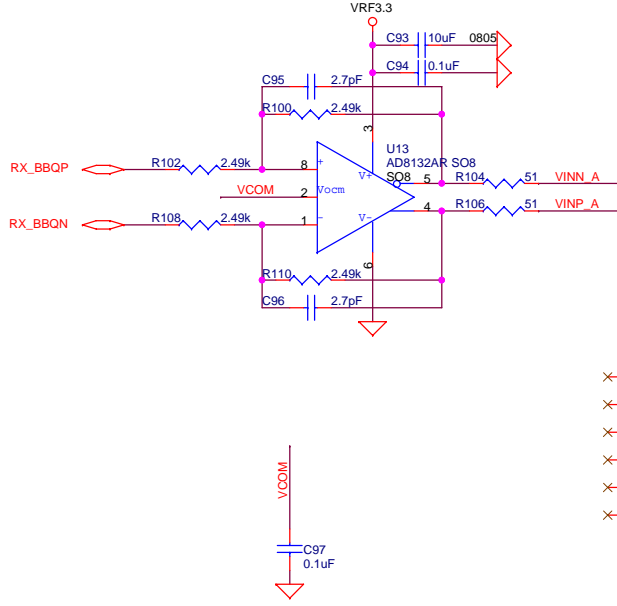 VRF3.3
C93 10uF 0805
C94 0.1uF
C95 2.7pF
R100 2.49k
3
U13
AD8132AR SO8
SO8
RX_BBQP R102 2.49k 8 + V+ 5 R104 51 VINN_A
VCOM 2 Vocm
RX_BBQN R108 2.49k 1 - V- 4 R106 51 VINP_A
6
R110 2.49k
C96 2.7pF
VCOM
C97
0.1uF